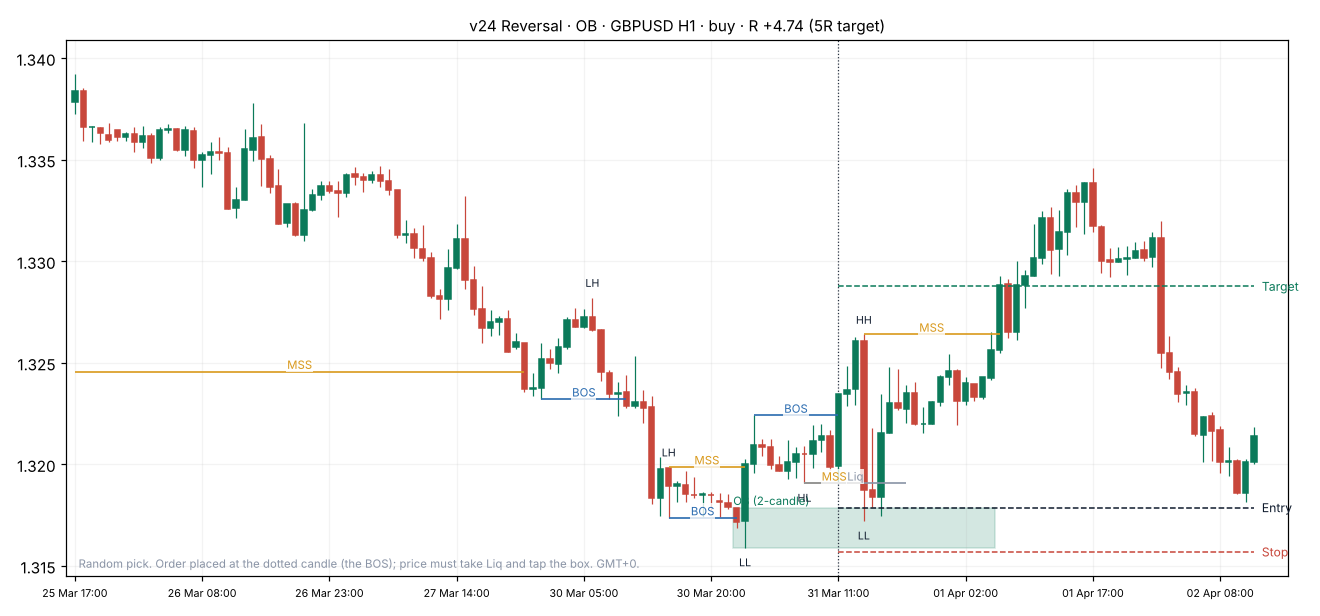 v24 Reversal · OB · GBPUSD H1 · buy · R +4.74 (5R target)
1.340
1.335
1.330
1.325
1.320
1.315
MSS
LH
BOS
LH
MSS
BOS
LL
BOS
(2-candle)
HL
MSS
Liq
HH
MSS
LL
Target
Entry
Stop
Random pick. Order placed at the dotted candle (the BOS); price must take Liq and tap the box. GMT+0.
25 Mar 17:00
26 Mar 08:00
26 Mar 23:00
27 Mar 14:00
30 Mar 05:00
30 Mar 20:00
31 Mar 11:00
01 Apr 02:00
01 Apr 17:00
02 Apr 08:00